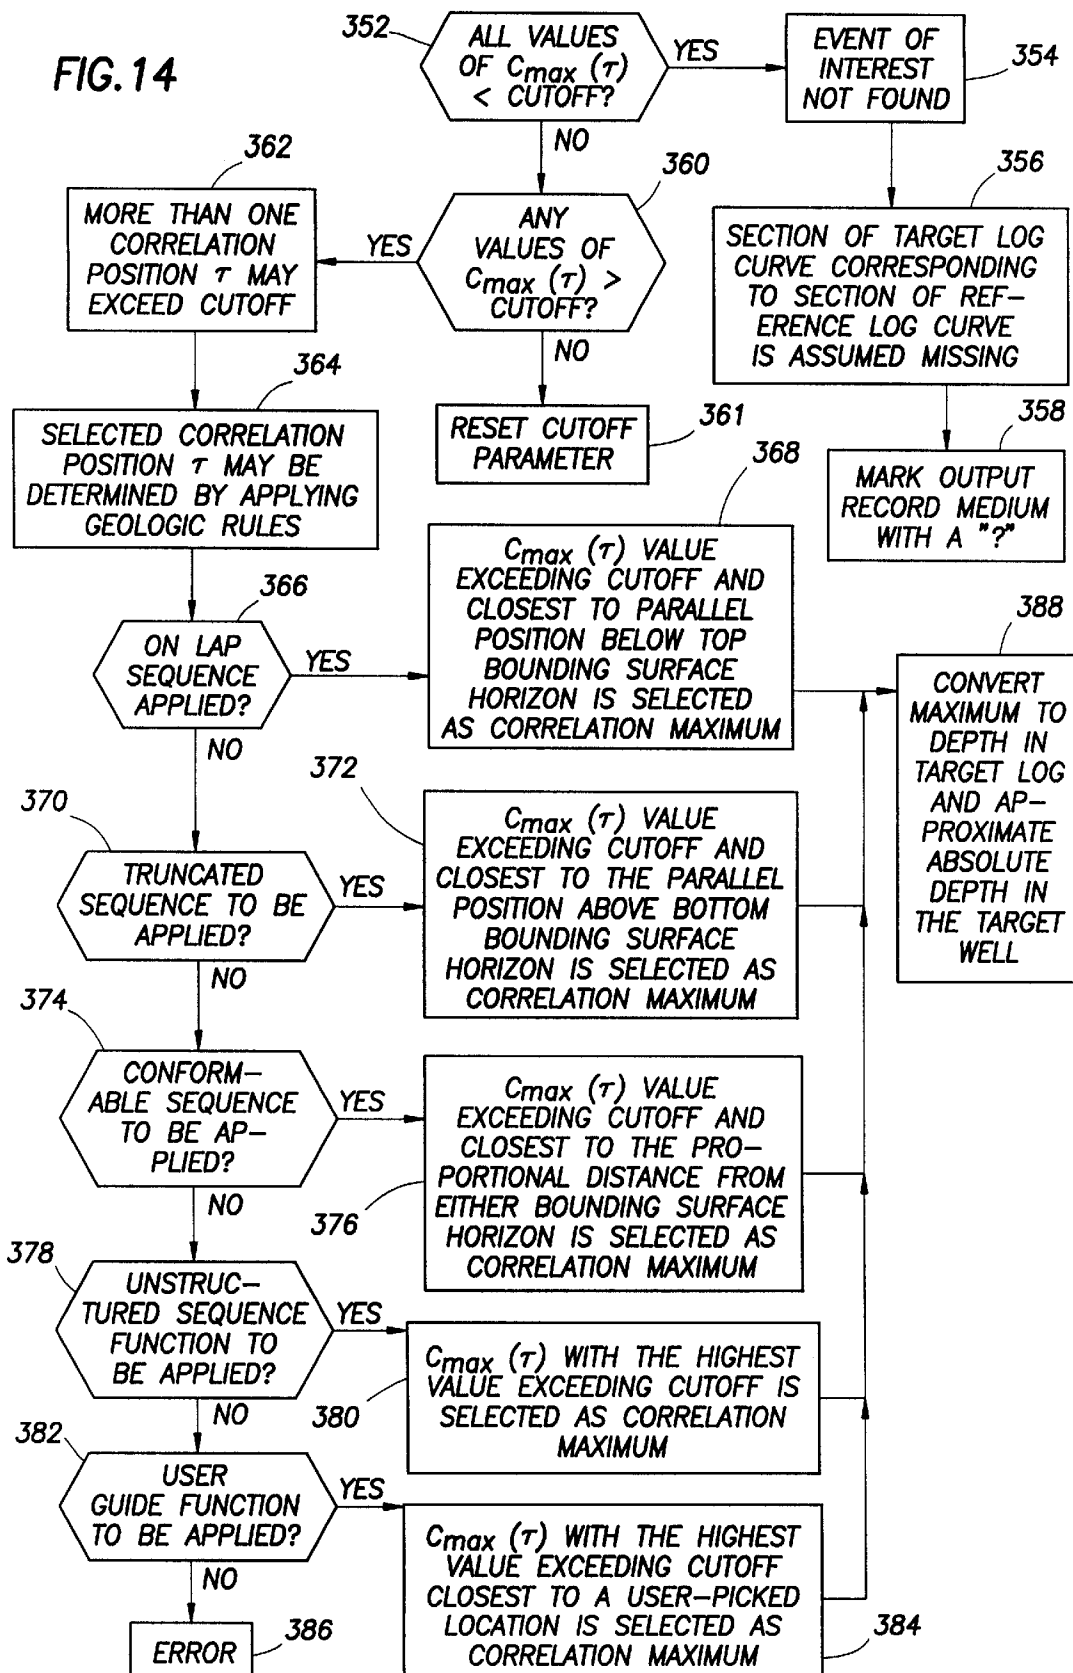 FIG. 14
352
ALL VALUES
OF Cmax (τ)
< CUTOFF?
YES
NO
EVENT OF
INTEREST
NOT FOUND
354
356
SECTION OF TARGET LOG
CURVE CORRESPONDING
TO SECTION OF REF-
ERENCE LOG CURVE
IS ASSUMED MISSING
358
MARK OUTPUT
RECORD MEDIUM
WITH A "?"
360
ANY
VALUES OF
Cmax (τ) >
CUTOFF?
YES
NO
361
RESET CUTOFF
PARAMETER
362
MORE THAN ONE
CORRELATION
POSITION τ MAY
EXCEED CUTOFF
364
SELECTED CORRELATION
POSITION τ MAY BE
DETERMINED BY APPLYING
GEOLOGIC RULES
366
ON LAP
SEQUENCE
APPLIED?
YES
NO
368
Cmax (τ) VALUE
EXCEEDING CUTOFF AND
CLOSEST TO PARALLEL
POSITION BELOW TOP
BOUNDING SURFACE
HORIZON IS SELECTED
AS CORRELATION MAXIMUM
370
TRUNCATED
SEQUENCE TO BE
APPLIED?
YES
NO
372
Cmax (τ) VALUE
EXCEEDING CUTOFF AND
CLOSEST TO THE PARALLEL
POSITION ABOVE BOTTOM
BOUNDING SURFACE
HORIZON IS SELECTED AS
CORRELATION MAXIMUM
374
CONFORM-
ABLE SEQUENCE
TO BE AP-
PLIED?
YES
NO
376
Cmax (τ) VALUE
EXCEEDING CUTOFF AND
CLOSEST TO THE PRO-
PORTIONAL DISTANCE FROM
EITHER BOUNDING SURFACE
HORIZON IS SELECTED AS
CORRELATION MAXIMUM
378
UNSTRUC-
TURED SEQUENCE
FUNCTION TO
BE APPLIED?
YES
NO
380
Cmax (τ) WITH THE HIGHEST
VALUE EXCEEDING CUTOFF IS
SELECTED AS CORRELATION
MAXIMUM
382
USER
GUIDE FUNCTION
TO BE APPLIED?
YES
NO
384
Cmax (τ) WITH THE HIGHEST
VALUE EXCEEDING CUTOFF
CLOSEST TO A USER-PICKED
LOCATION IS SELECTED AS
CORRELATION MAXIMUM
ERROR
386
388
CONVERT
MAXIMUM TO
DEPTH IN
TARGET LOG
AND AP-
PROXIMATE
ABSOLUTE
DEPTH IN
THE TARGET
WELL